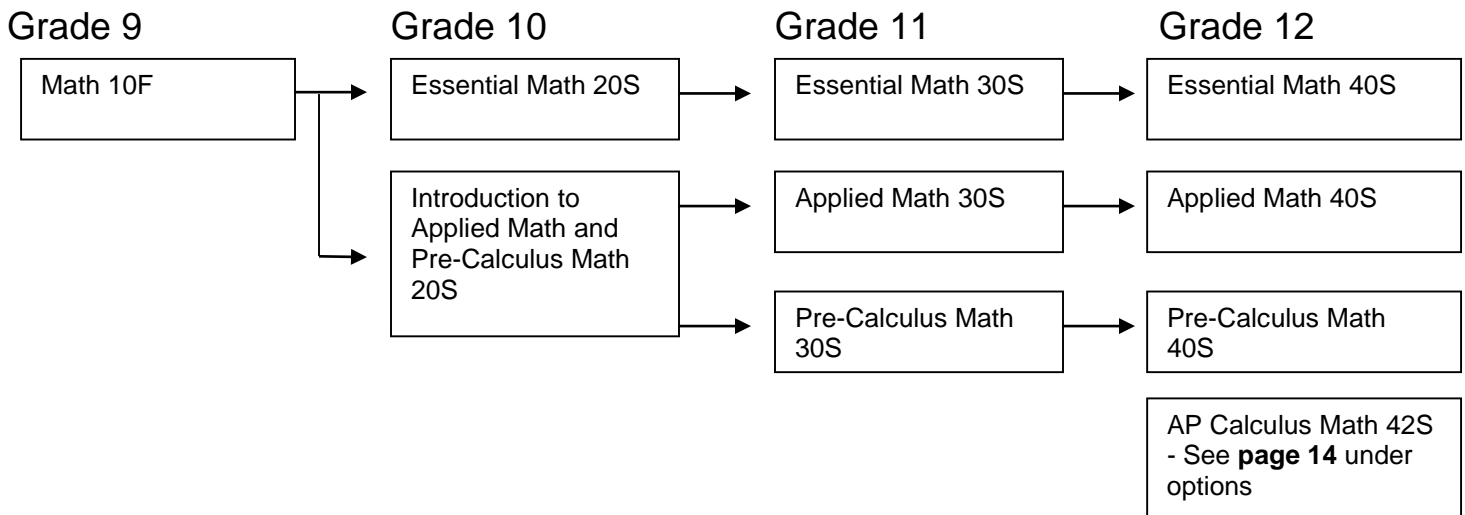 Grade 9
Grade 10
Grade 11
Grade 12
Math 10F
Essential Math 20S
Essential Math 30S
Essential Math 40S
Introduction to
Applied Math and
Pre-Calculus Math
20S
Applied Math 30S
Applied Math 40S
Pre-Calculus Math
30S
Pre-Calculus Math
40S
AP Calculus Math 42S
- See page 14 under
options